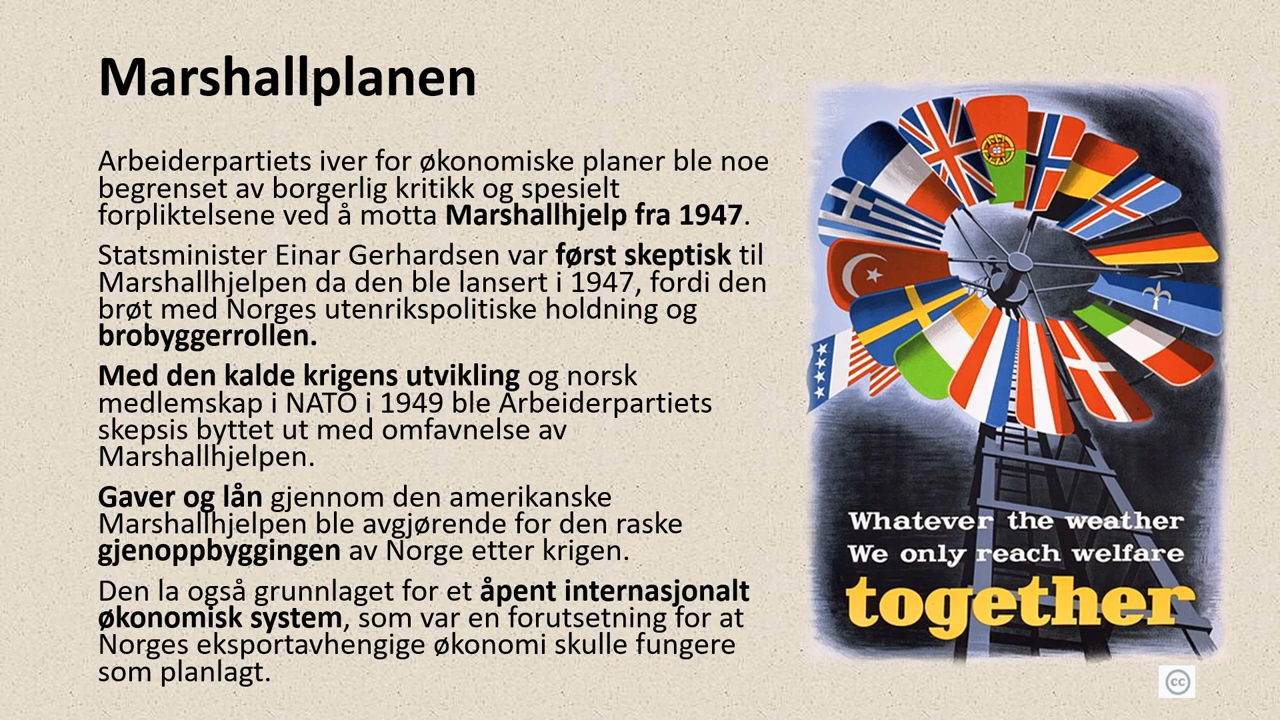 Marshallplanen
Arbeiderpartiets iver for økonomiske planer ble noe
begrenset av borgerlig kritikk og spesielt
forpliktelsene ved å motta Marshallhjelp fra 1947.
Statsminister Einar Gerhardsen var først skeptisk til
Marshallhjelpen da den ble lansert i 1947, fordi den
brøt med Norges utenrikspolitiske holdning og
brobyggerrollen.
Med den kalde krigens utvikling og norsk
medlemskap i NATO i 1949 ble Arbeiderpartiets
skepsis byttet ut med omfavnelse av
Marshallhjelpen.
Gaver og lån gjennom den amerikanske
Marshallhjelpen ble avgjørende for den raske
gjenoppbyggingen av Norge etter krigen.
Den la også grunnlaget for et åpent internasjonalt
økonomisk system, som var en forutsetning for at
Norges eksportavhengige økonomi skulle fungere
som planlagt.
Whatever the weather
We only reach welfare
together
cc